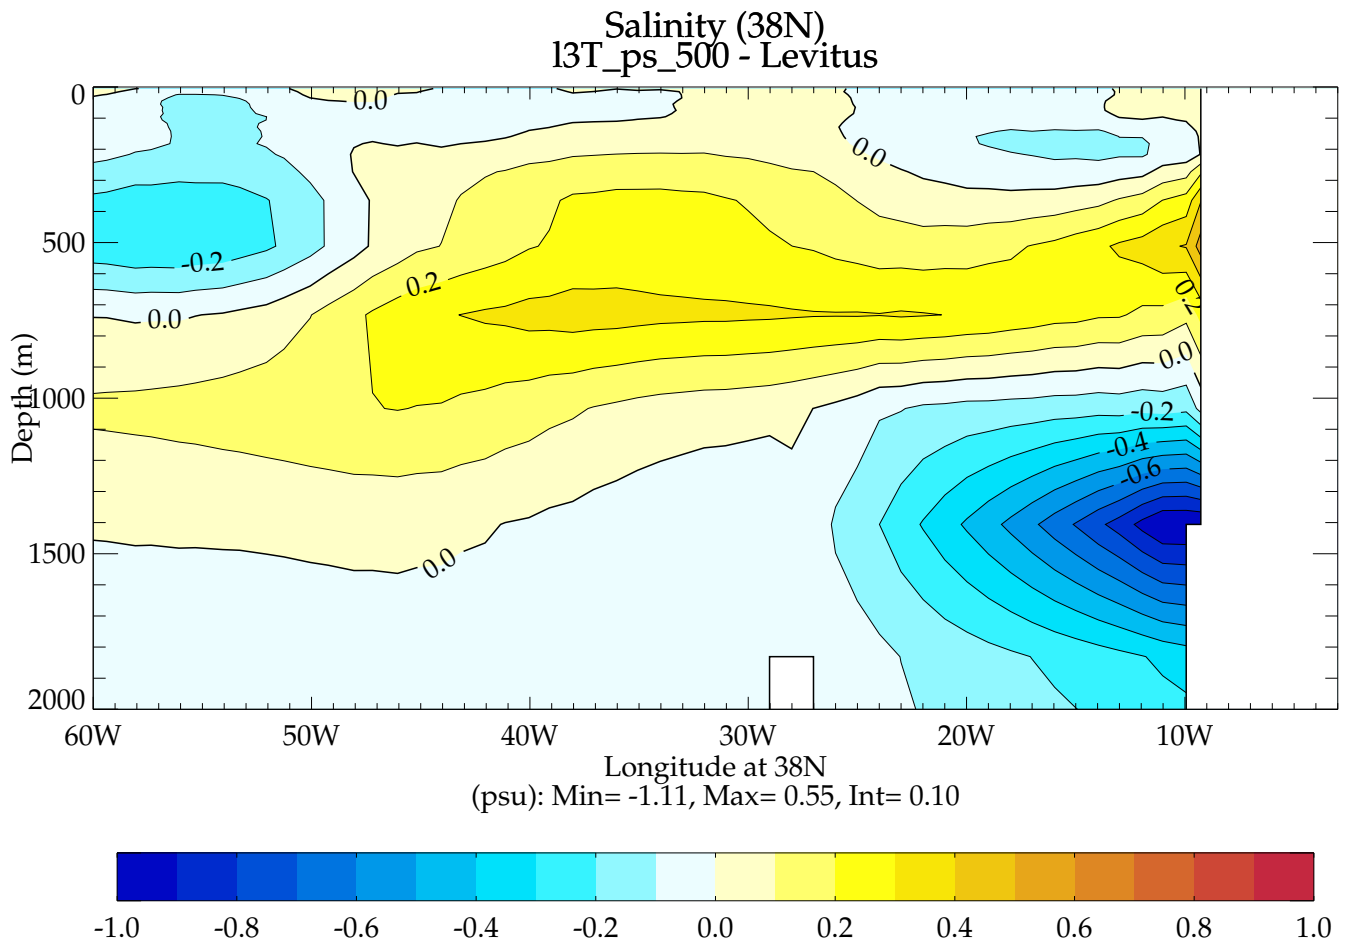 Salinity (38N)
l3T_ps_500 - Levitus
0
500
1000
1500
2000
Depth (m)
0.0
0.0
-0.2
0.2
0.0
0.2
0.0
-0.2
-0.4
-0.6
0.0
60W 50W 40W 30W 20W 10W
Longitude at 38N
(psu): Min= -1.11, Max= 0.55, Int= 0.10
-1.0 -0.8 -0.6 -0.4 -0.2 0.0 0.2 0.4 0.6 0.8 1.0